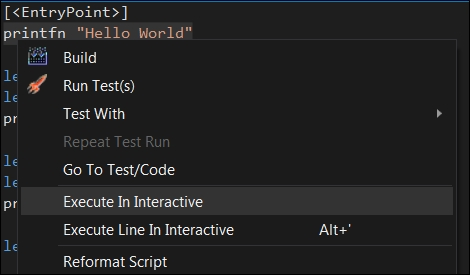 [<EntryPoint>]
printfn "Hello World"
Build
le
Run Test(s)
le
Test With
pr
Repeat Test Run
le
Go To Test/Code
le
Execute In Interactive
pr
Execute Line In Interactive Alt+'
le
Reformat Script